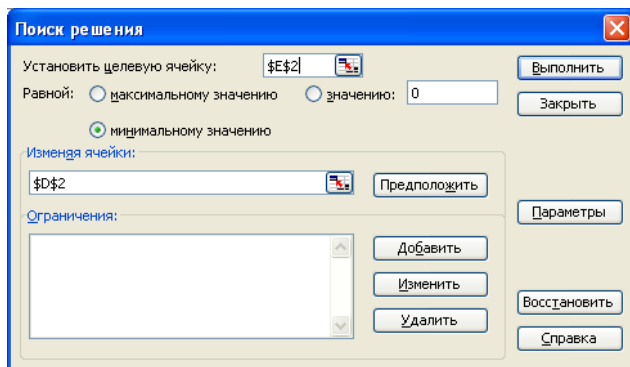 Поиск решения
Установить целевую ячейку: $E$2 Выполнить
Равной: максимальному значению значению: 0 Закрыть
минимальному значению
Изменяя ячейки:
$D$2 Предположить
Ограничения: Параметры
Добавить
Изменить
Восстановить
Удалить
Справка